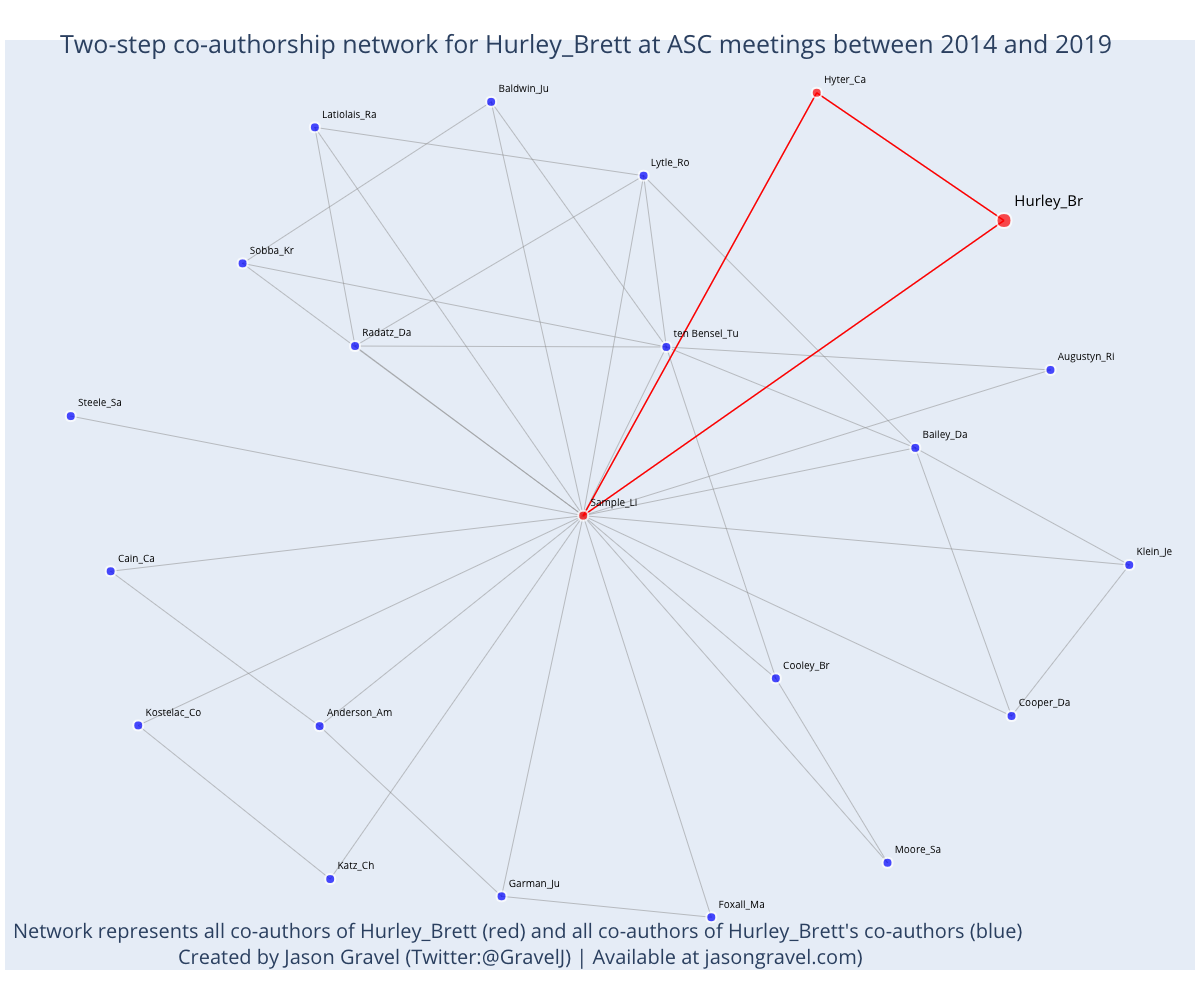 Two-step co-authorship network for Hurley_Brett at ASC meetings between 2014 and 2019
Hyter_Ca
Baldwin_Ju
Latiolais_Ra
Lytle_Ro
Hurley_Br
Sobba_Kr
Radatz_Da
ten Bensel_Tu
Augustyn_Ri
Steele_Sa
Bailey_Da
Sample_Li
Klein_Je
Cain_Ca
Cooley_Br
Cooper_Da
Kostelac_Co
Anderson_Am
Moore_Sa
Katz_Ch
Garman_Ju
Foxall_Ma
Network represents all co-authors of Hurley_Brett (red) and all co-authors of Hurley_Brett's co-authors (blue)
Created by Jason Gravel (Twitter:@GravelJ) | Available at jasongravel.com)